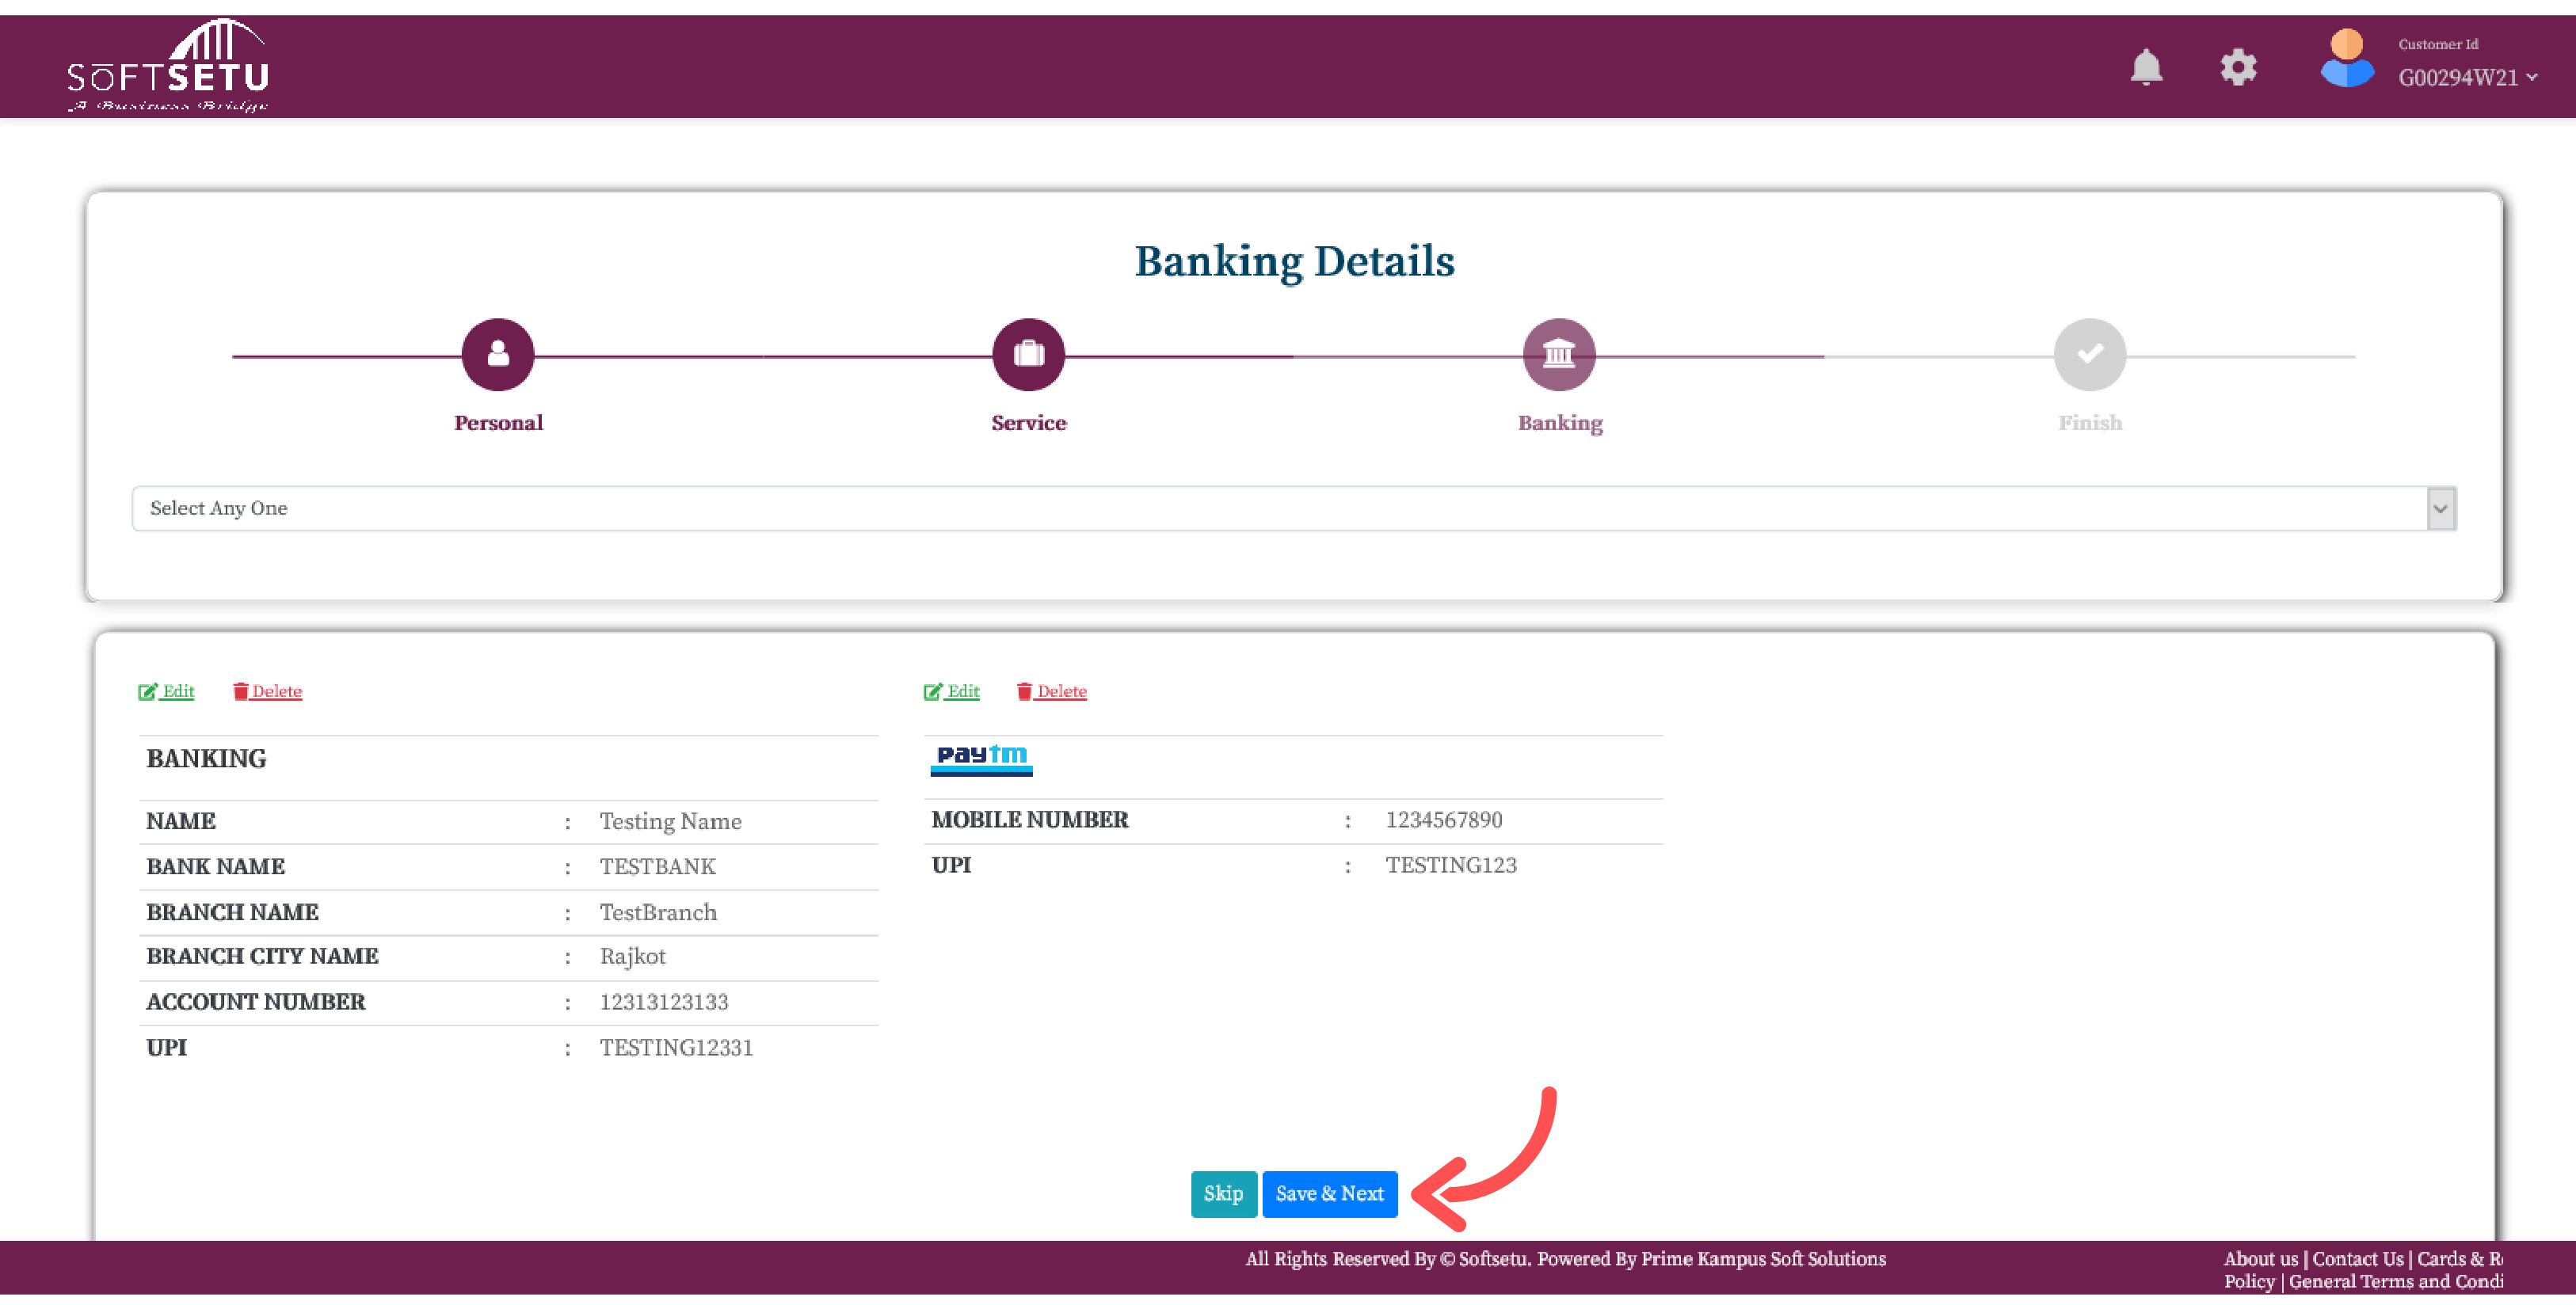 SOFTSETU
A Business Bridge
Customer Id
G00294W21
Banking Details
Personal
Service
Banking
Finish
Select Any One
Edit Delete
BANKING
NAME : Testing Name
BANK NAME : TESTBANK
BRANCH NAME : TestBranch
BRANCH CITY NAME : Rajkot
ACCOUNT NUMBER : 12313123133
UPI : TESTING12331
Edit Delete
paytm
MOBILE NUMBER : 1234567890
UPI : TESTING123
Skip Save & Next
All Rights Reserved By © Softsetu. Powered By Prime Kampus Soft Solutions
About us | Contact Us | Cards &
Policy | General Terms and